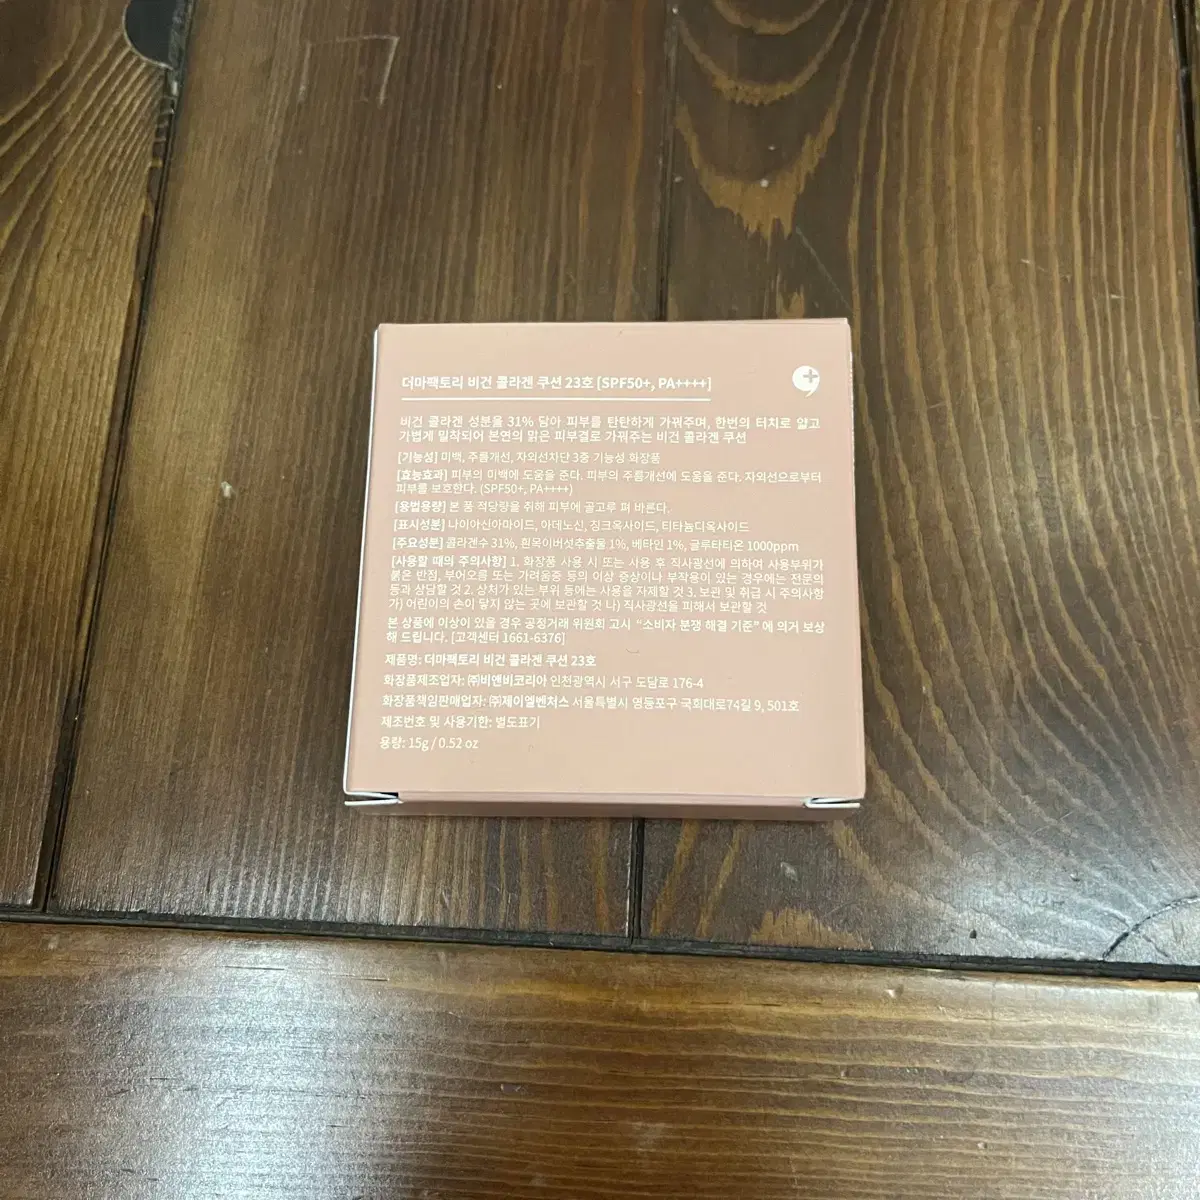 더마팩토리 비건 콜라겐 쿠션 23호 [SPF50+, PA++++]
비건 콜라겐 성분을 31% 담아 피부를 탄탄하게 가꿔주며, 한번의 터치로 얇고
가볍게 밀착되어 본연의 맑은 피부결로 가꿔주는 비건 콜라겐 쿠션
[기능성] 미백, 주름개선, 자외선차단 3중 기능성 화장품
[효능효과] 피부의 미백에 도움을 준다. 피부의 주름개선에 도움을 준다. 자외선으로부터
피부를 보호한다. (SPF50+, PA++++)
[용법용량] 본 품 적당량을 취해 피부에 골고루 펴 바른다.
[표시성분] 나이아신아마이드, 아데노신, 징크옥사이드, 티타늄디옥사이드
[주요성분] 콜라겐수 31%, 흰목이버섯추출물 1%, 베타인 1%, 글루타티온 1000ppm
[사용할 때의 주의사항] 1. 화장품 사용 시 또는 사용 후 직사광선에 의하여 사용부위가
붉은 반점, 부어오름 또는 가려움증 등의 이상 증상이나 부작용이 있는 경우에는 전문의
등과 상담할 것 2. 상처가 있는 부위 등에는 사용을 자제할 것 3. 보관 및 취급 시 주의사항
가) 어린이의 손이 닿지 않는 곳에 보관할 것 나) 직사광선을 피해서 보관할 것
본 상품에 이상이 있을 경우 공정거래 위원회 고시 "소비자 분쟁 해결 기준" 에 의거 보상
해 드립니다. [고객센터 1661-6376]
제품명: 더마팩토리 비건 콜라겐 쿠션 23호
화장품제조업자: ㈜비앤비코리아 인천광역시 서구 도담로 176-4
화장품책임판매업자: ㈜제이엘벤처스 서울특별시 영등포구 국회대로74길 9, 501호
제조번호 및 사용기한: 별도표기
용량: 15g / 0.52 oz